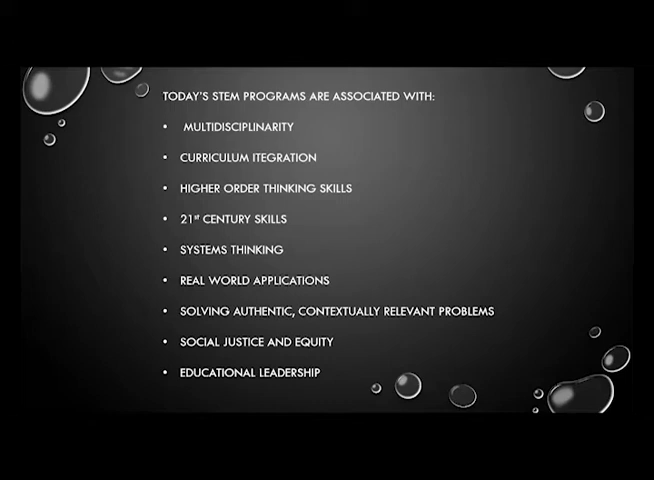 TODAY'S STEM PROGRAMS ARE ASSOCIATED WITH:
• MULTIDISCIPLINARITY
• CURRICULUM ITEGRATION
• HIGHER ORDER THINKING SKILLS
• 21st CENTURY SKILLS
• SYSTEMS THINKING
• REAL WORLD APPLICATIONS
• SOLVING AUTHENTIC, CONTEXTUALLY RELEVANT PROBLEMS
• SOCIAL JUSTICE AND EQUITY
• EDUCATIONAL LEADERSHIP